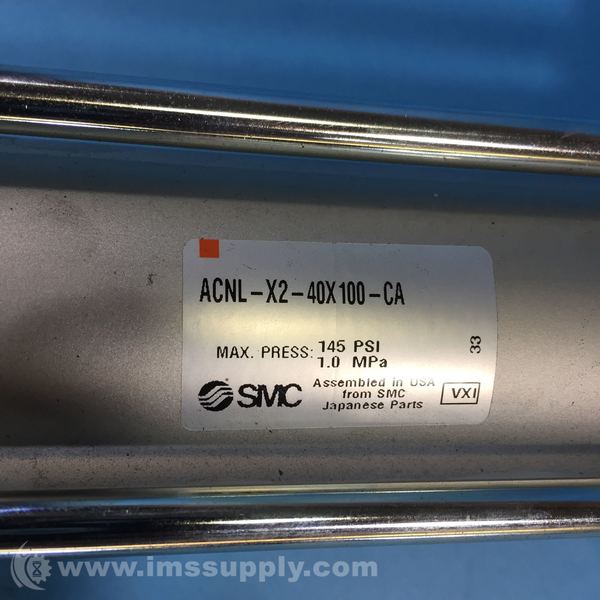 ACNL-X2-40X100-CA
MAX. PRESS: 145 PSI
1.0 MPa
33
SMC
Assembled in USA
from SMC
Japanese Parts
VXI
www.imssupply.com